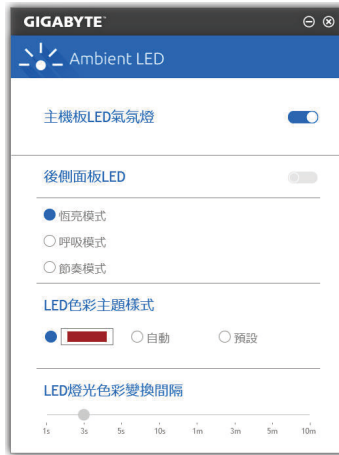 GIGABYTE™
Ambient LED
主機板LED氣氛燈
後側面板LED
恆亮模式
呼吸模式
節奏模式
LED色彩主題樣式
自動 預設
LED燈光色彩變換間隔
1s 3s 5s 10s 1m 3m 5m 10m